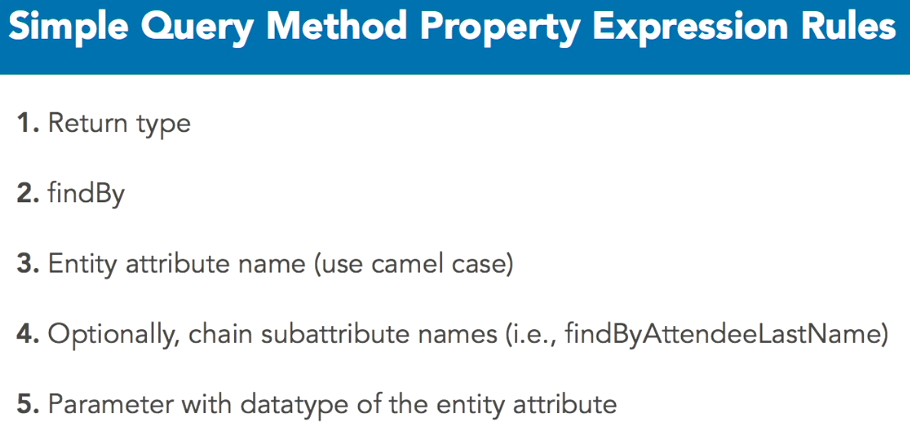 Simple Query Method Property Expression Rules
1. Return type
2. findBy
3. Entity attribute name (use camel case)
4. Optionally, chain subattribute names (i.e., findByAttendeeLastName)
5. Parameter with datatype of the entity attribute